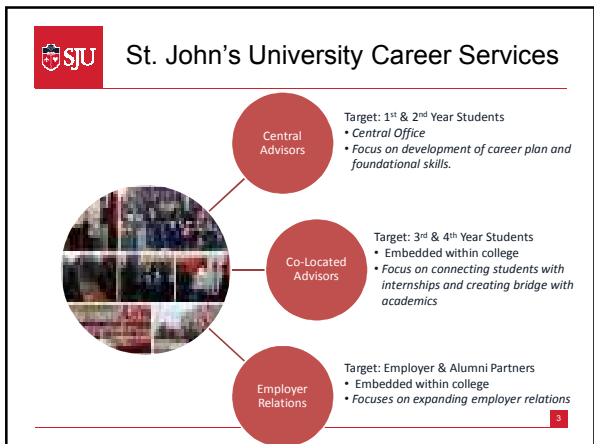 SJU
St. John's University Career Services
Central
Advisors
Target: 1st & 2nd Year Students
• Central Office
• Focus on development of career plan and
foundational skills.
Co-Located
Advisors
Target: 3rd & 4th Year Students
• Embedded within college
• Focus on connecting students with
internships and creating bridge with
academics
Employer
Relations
Target: Employer & Alumni Partners
• Embedded within college
• Focuses on expanding employer relations
3